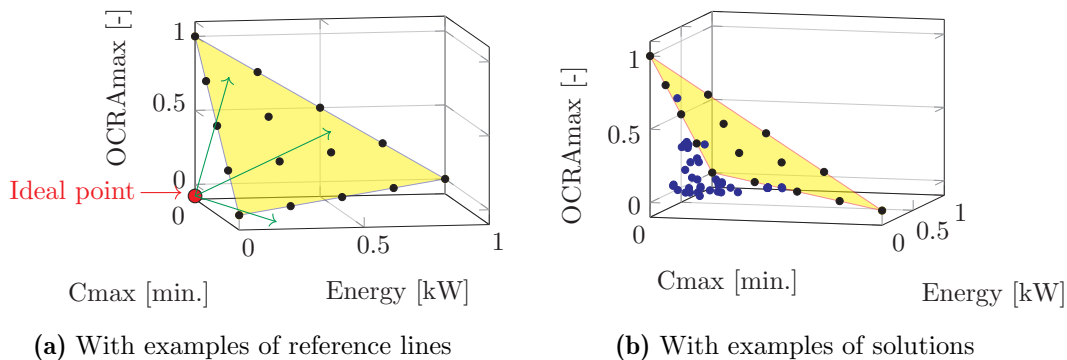 OCRAmax [-]
1
0.5
0
Ideal point
0
0
0.5
1
Cmax [min.]
Energy [kW]
(a) With examples of reference lines
OCRAmax [-]
1
0.5
0
0
0
0.5
1
Cmax [min.]
Energy [kW]
(b) With examples of solutions